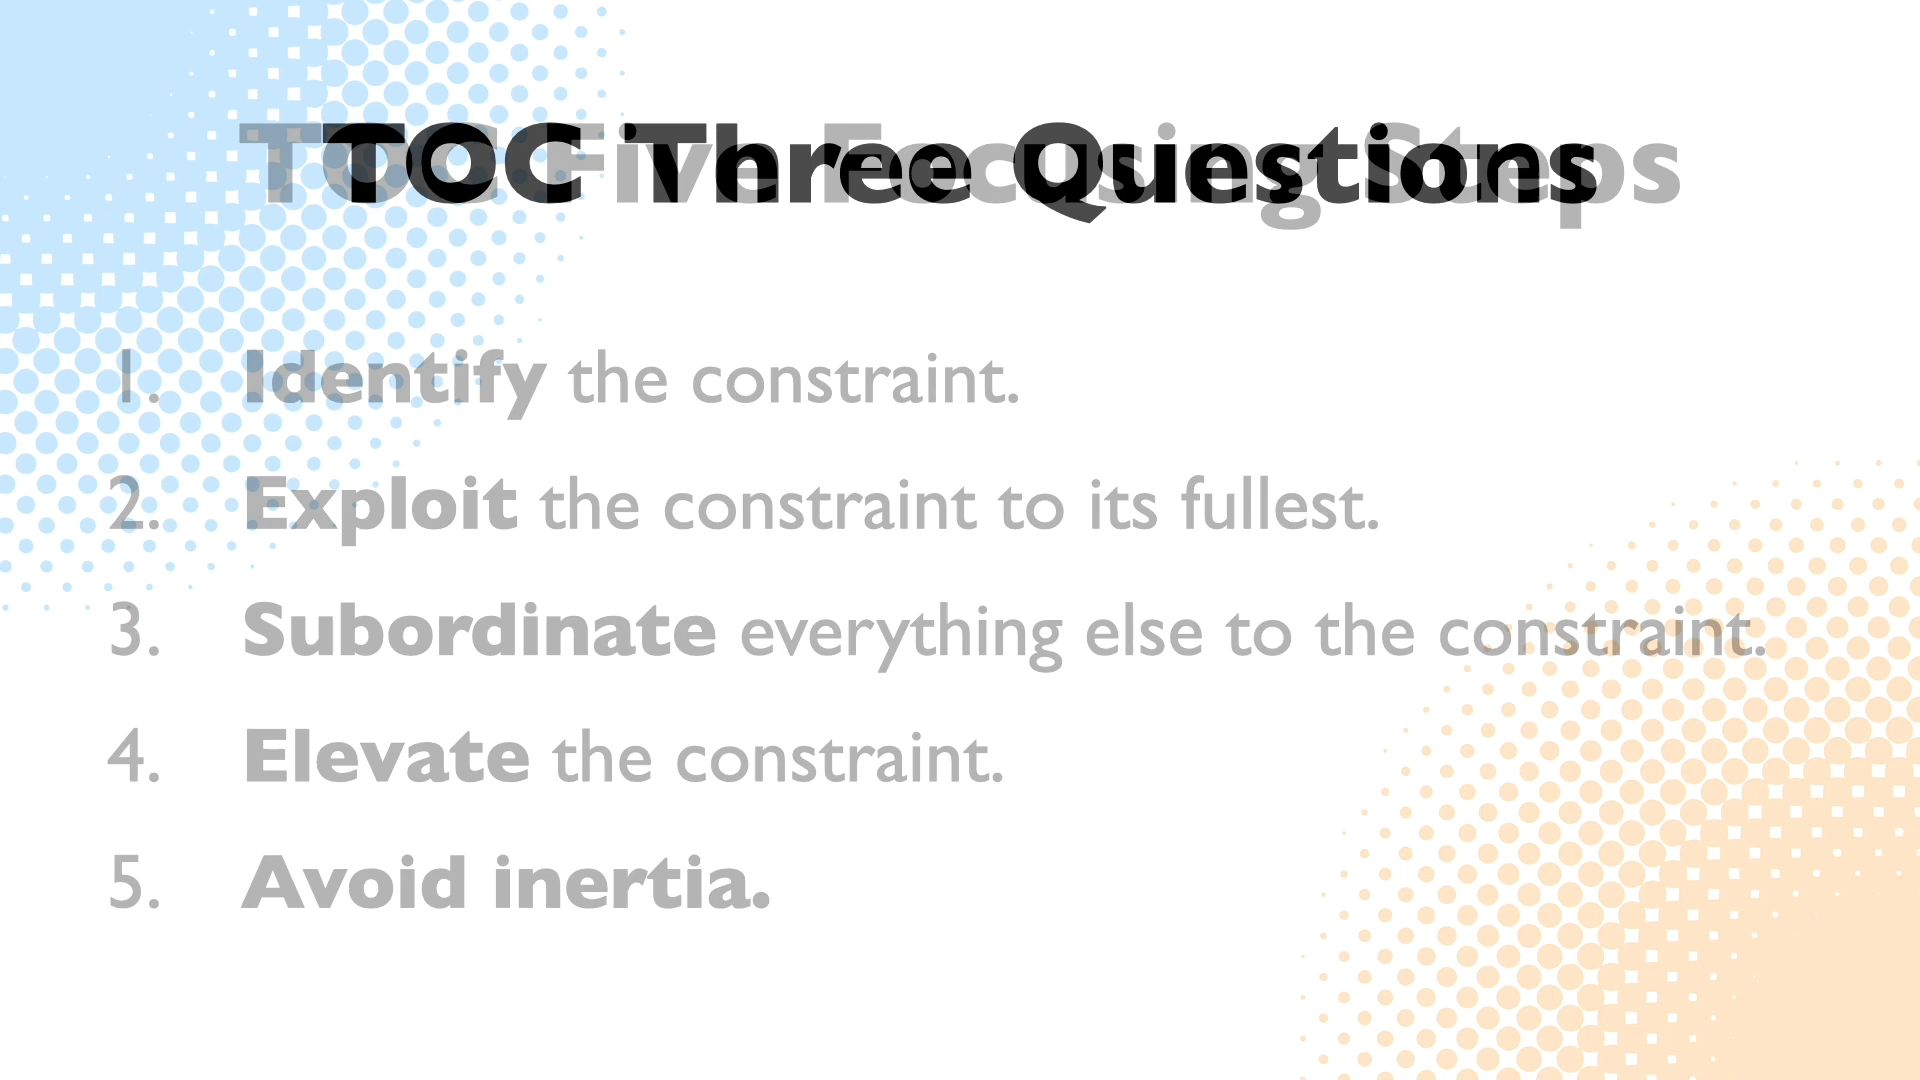 TOC Five Focusing Steps
TOC Three Questions
1. Identify the constraint.
2. Exploit the constraint to its fullest.
3. Subordinate everything else to the constraint.
4. Elevate the constraint.
5. Avoid inertia.